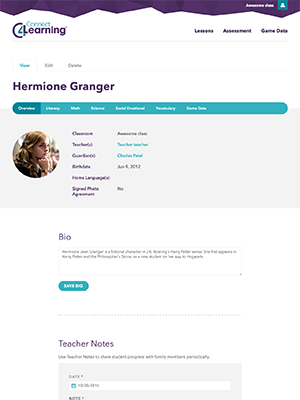 Awesome class
Connect
4Learning
Lessons Assessment Game Data
View Edit Delete
Hermione Granger
Overview Literacy Math Science Social Emotional Vocabulary Game Data
Classroom Awesome class
Teacher(s) Teacher teacher
Guardian(s) Charles Patel
Birthdate Jun 9, 2012
Home Language(s)
Signed Photo No
Agreement
Bio
Hermione Jean Granger is a fictional character in J.K. Rowling's Harry Potter series. She first appears in
Harry Potter and the Philosopher's Stone, as a new student on her way to Hogwarts.
SAVE BIO
Teacher Notes
Use Teacher Notes to share student progress with family members periodically.
DATE *
10/28/2016
NOTE *